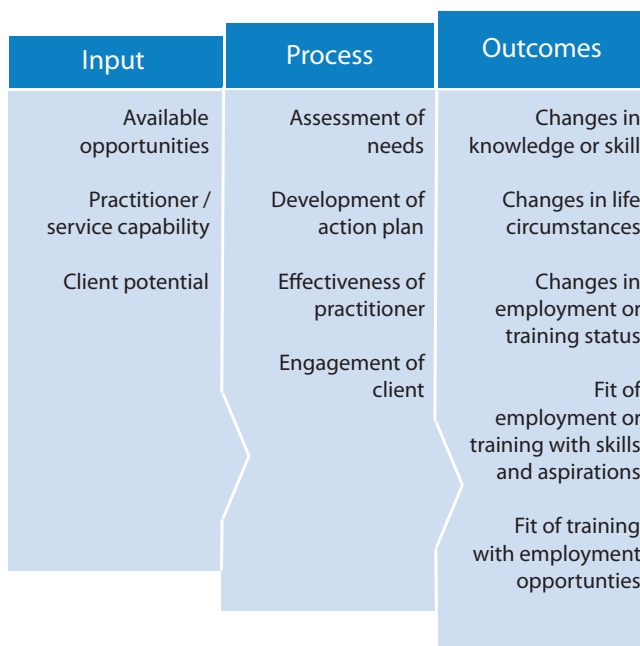 Input
Available
opportunities
Practitioner /
service capability
Client potential
Process
Assessment of
needs
Development of
action plan
Effectiveness of
practitioner
Engagement of
client
Outcomes
Changes in
knowledge or skill
Changes in life
circumstances
Changes in
employment or
training status
Fit of
employment or
training with skills
and aspirations
Fit of training
with employment
opportunties